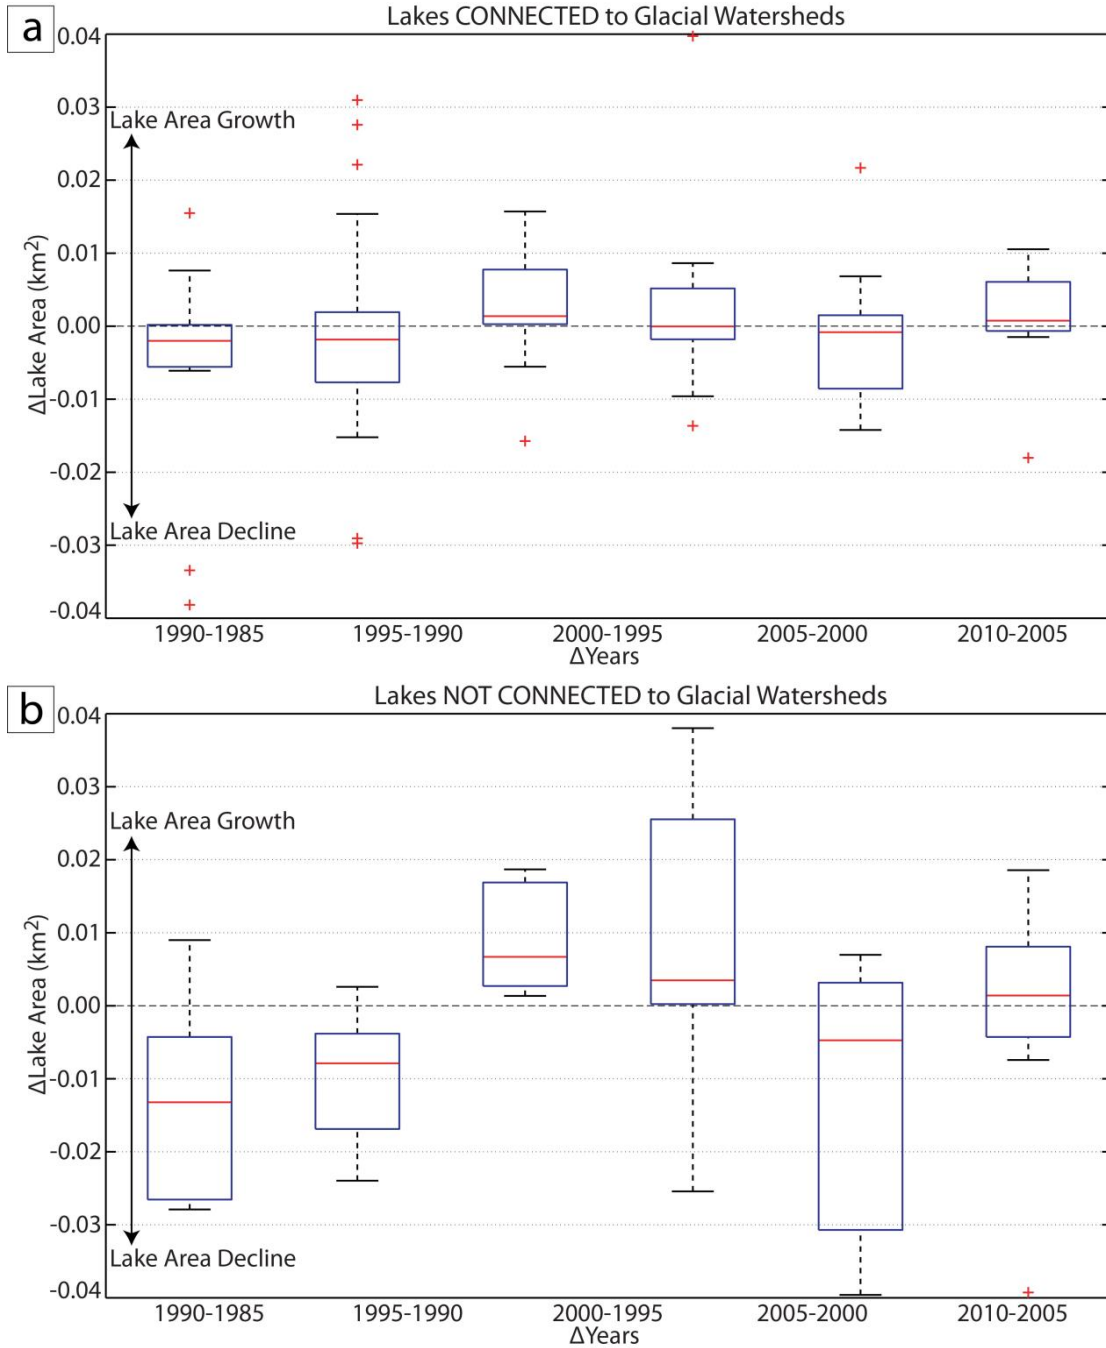 a
Lakes CONNECTED to Glacial Watersheds
0.04
0.03
Lake Area Growth
0.02
0.01
0.00
-0.01
-0.02
Lake Area Decline
-0.03
-0.04
ΔLake Area (km²)
1990-1985 1995-1990 2000-1995 2005-2000 2010-2005
ΔYears
b
Lakes NOT CONNECTED to Glacial Watersheds
0.04
0.03
Lake Area Growth
0.02
0.01
0.00
-0.01
-0.02
-0.03
Lake Area Decline
-0.04
ΔLake Area (km²)
1990-1985 1995-1990 2000-1995 2005-2000 2010-2005
ΔYears